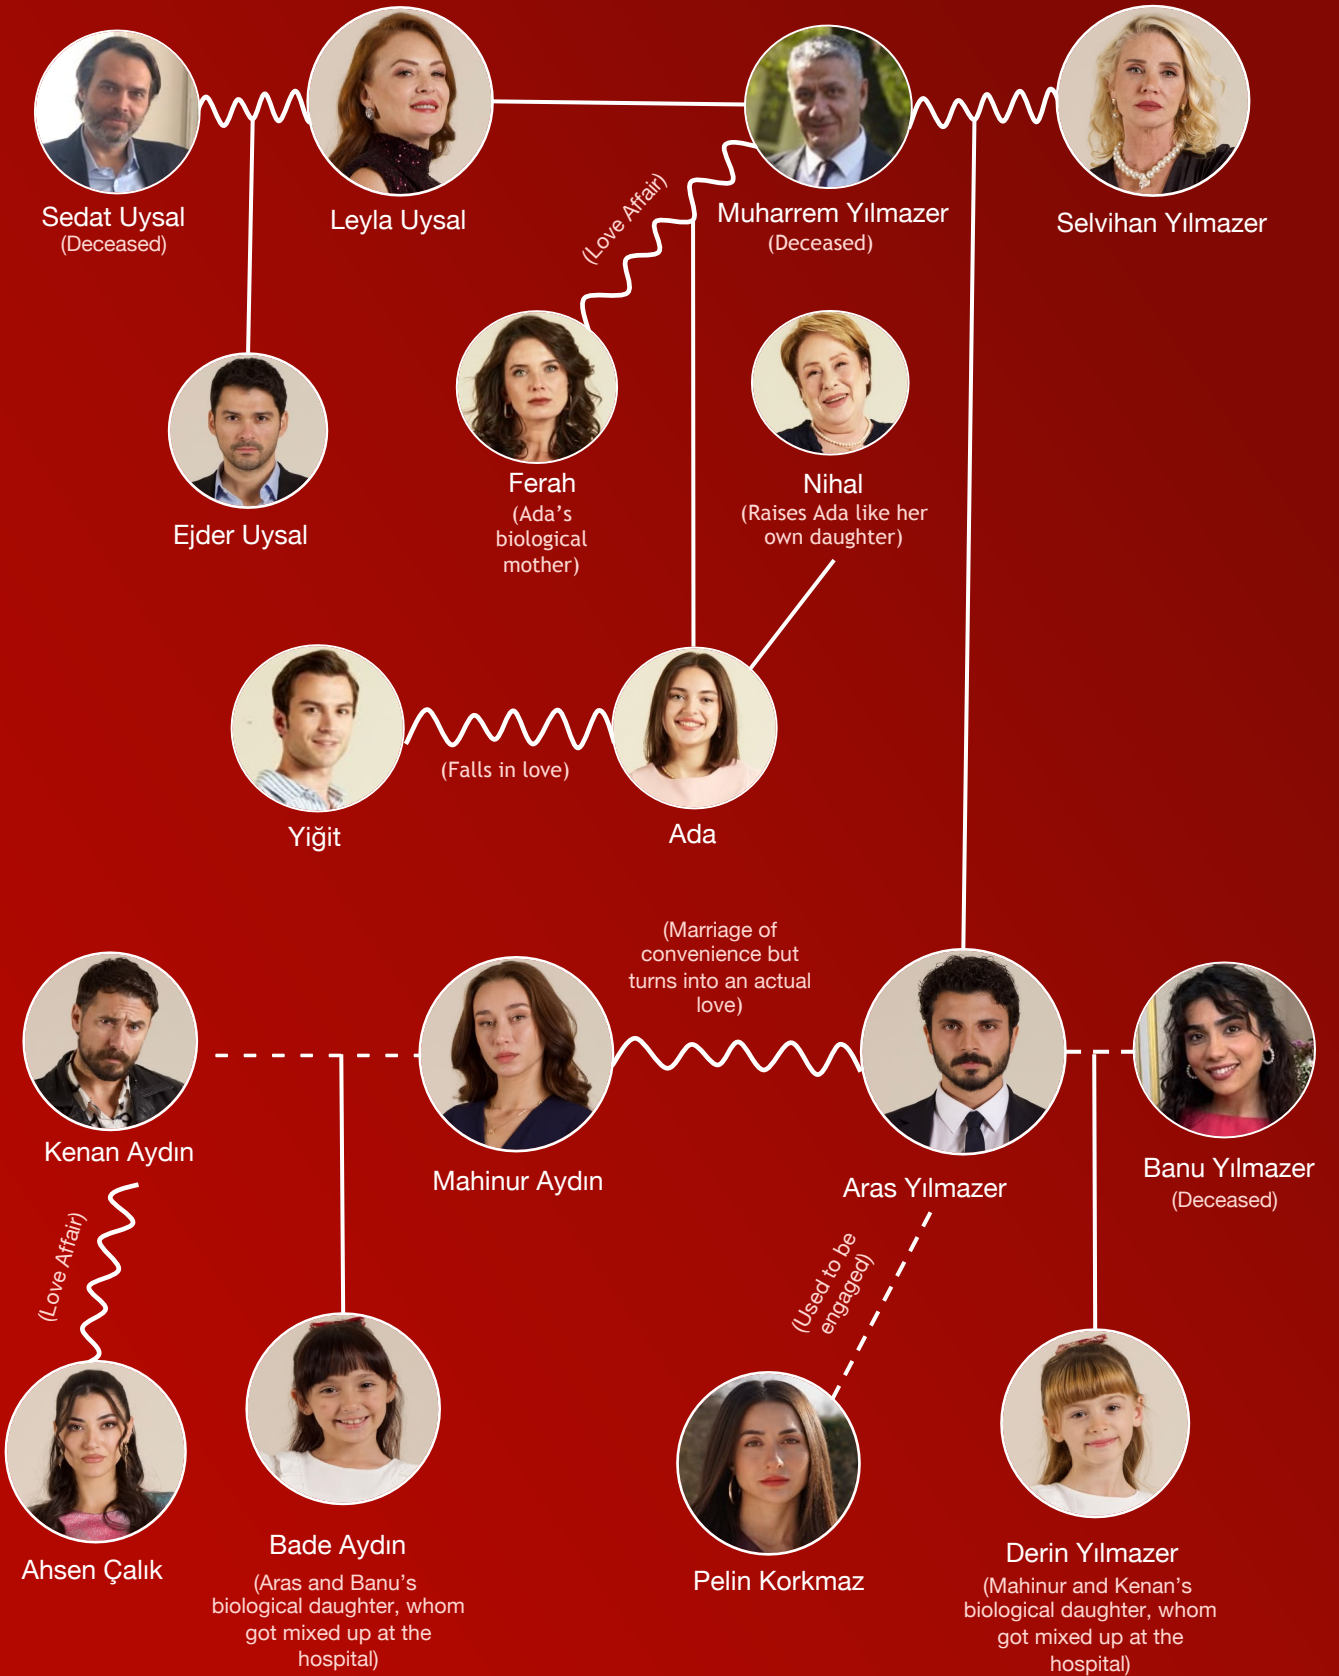 Sedat Uysal
(Deceased)
Leyla Uysal
(Love Affair)
Muharrem Yılmazer
(Deceased)
Selvihan Yılmazer
Ejder Uysal
Ferah
(Ada's
biological
mother)
Nihal
(Raises Ada like her
own daughter)
Yiğit
(Falls in love)
Ada
(Marriage of
convenience but
turns into an actual
love)
Kenan Aydın
Mahinur Aydın
Aras Yılmazer
Banu Yılmazer
(Deceased)
(Love Affair)
(Used to be
engaged)
Ahsen Çalık
Bade Aydın
(Aras and Banu's
biological daughter, whom
got mixed up at the
hospital)
Pelin Korkmaz
Derin Yılmazer
(Mahinur and Kenan's
biological daughter, whom
got mixed up at the
hospital)